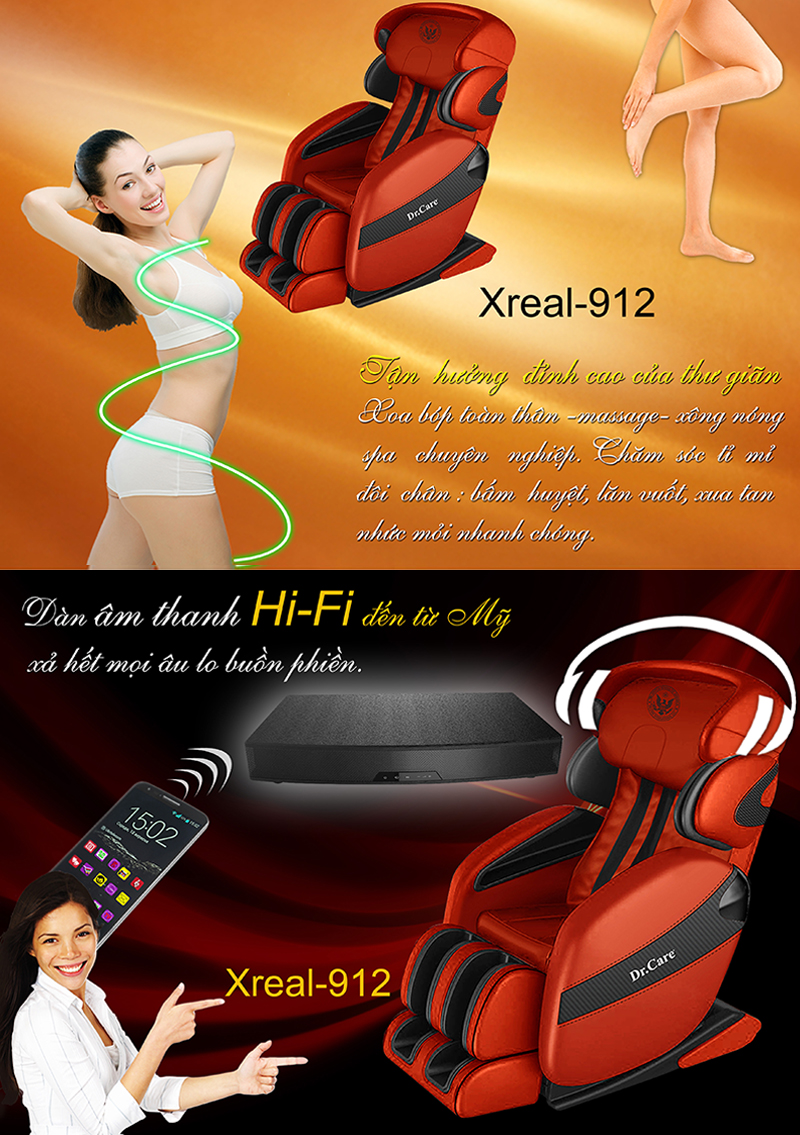 Dr.Care
Xreal-912
Tận hưởng đỉnh cao của thư giãn
Xoa bóp toàn thân -massage- xông nóng
spa chuyên nghiệp. Chăm sóc tỉ mỉ
đôi chân : bấm huyệt, lăn vuốt, xua tan
nhức mỏi nhanh chóng.
Dàn âm thanh Hi-Fi đến từ Mỹ
xả hết mọi âu lo buồn phiền.
15:02
Xreal-912
Dr.Care